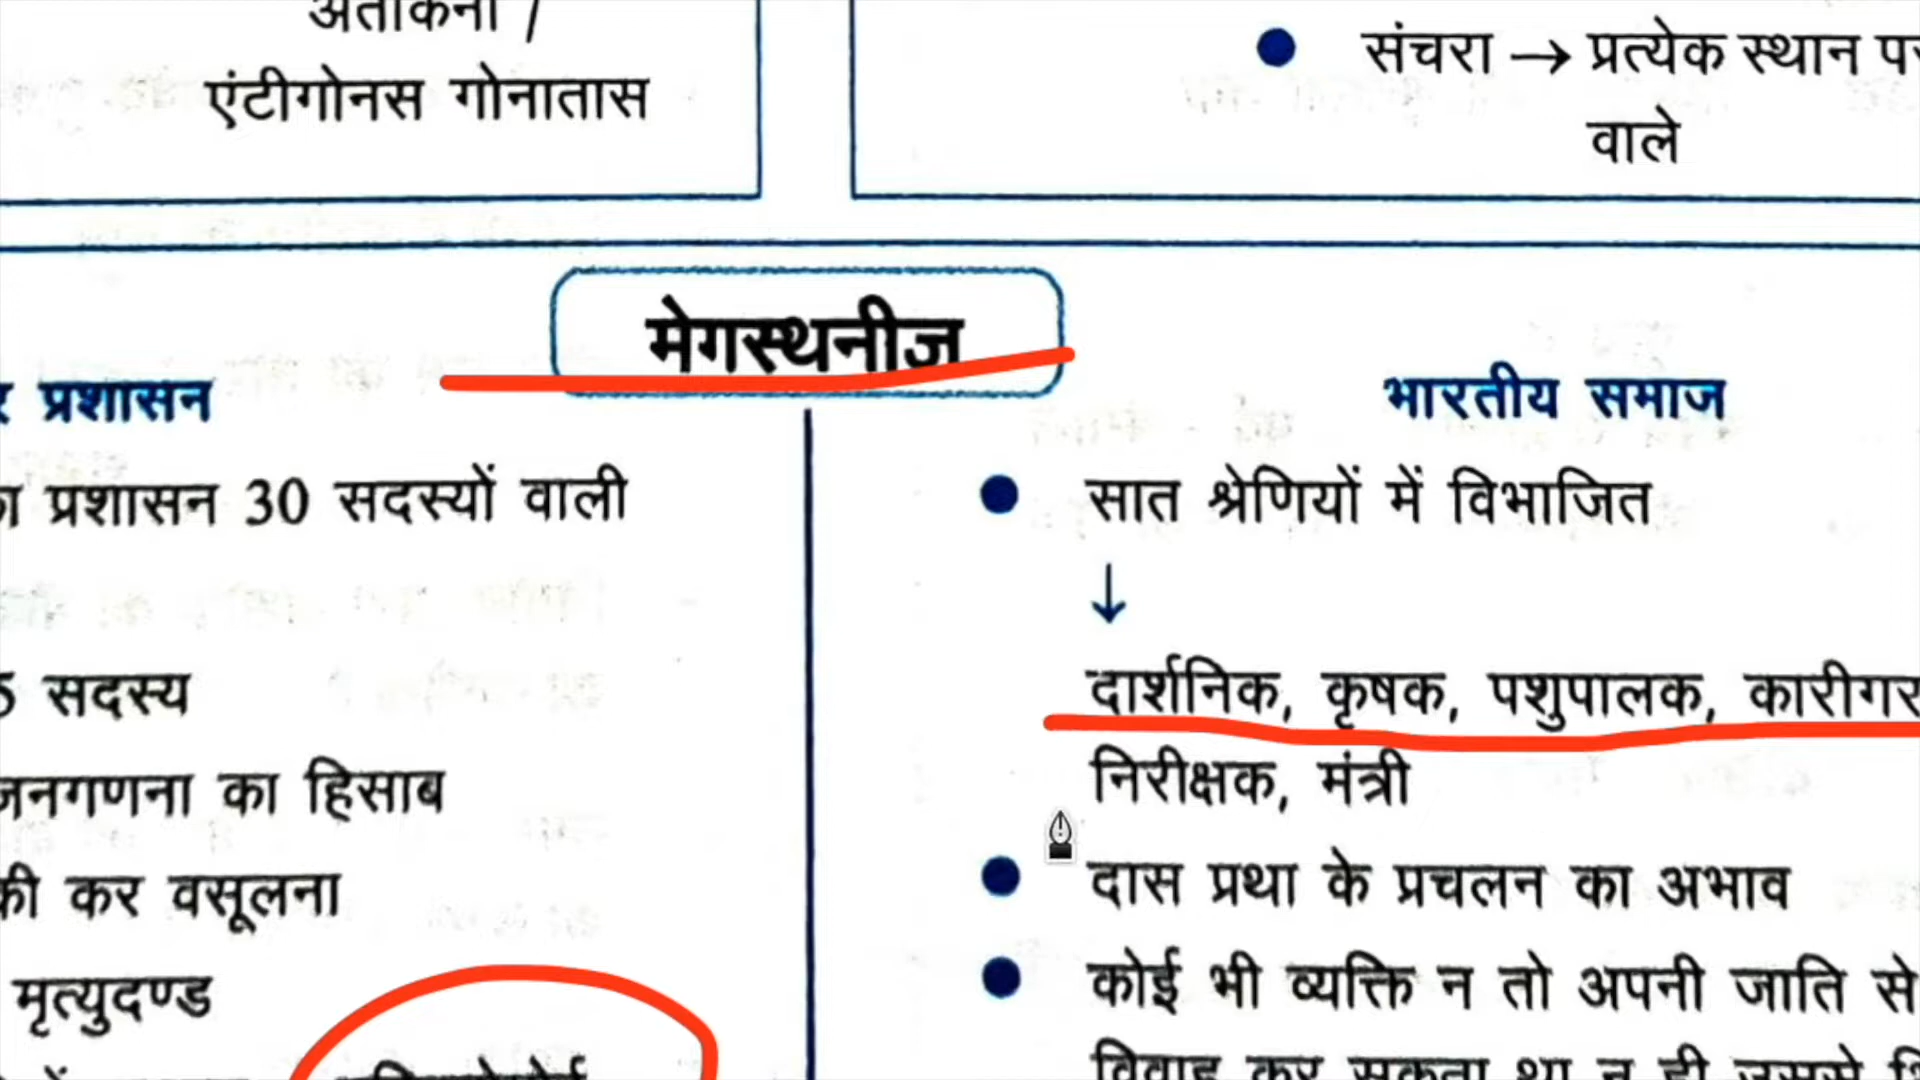 एंटीगोनस गोनातास
संचरा → प्रत्येक स्थान
वाले
मेगस्थनीज
प्रशासन
प्रशासन 30 सदस्यों वाली
सदस्य
जनगणना का हिसाब
की कर वसूलना
मृत्युदण्ड
भारतीय समाज
सात श्रेणियों में विभाजित
↓
दार्शनिक, कृषक, पशुपालक, कारीगर
निरीक्षक, मंत्री
दास प्रथा के प्रचलन का अभाव
कोई भी व्यक्ति न तो अपनी जाति से